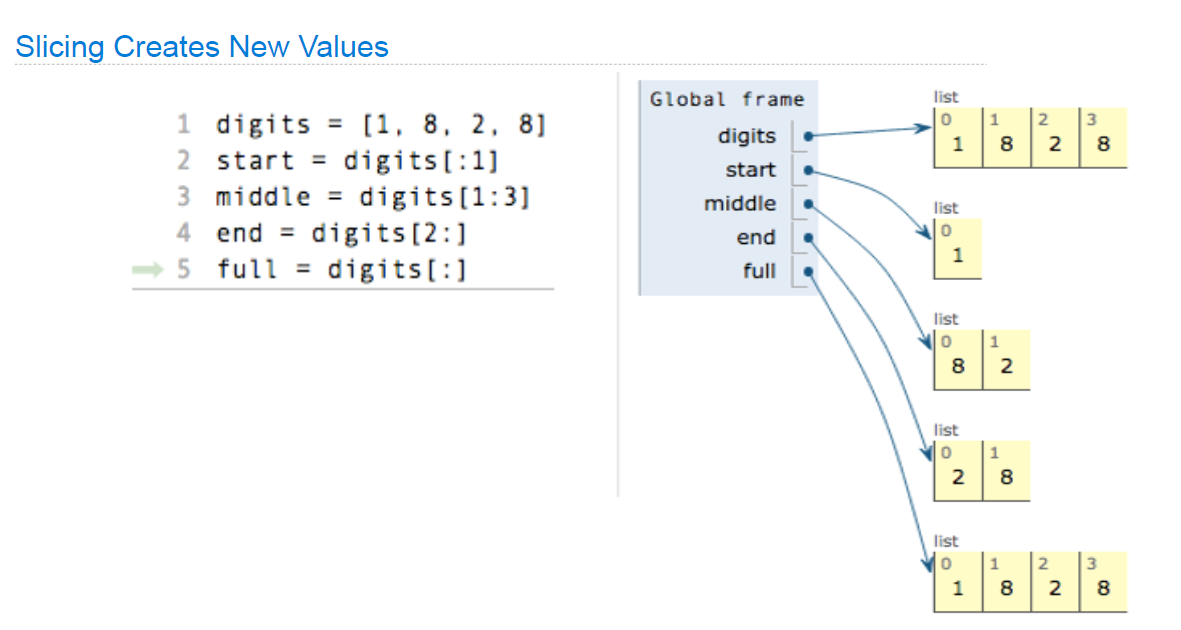 Slicing Creates New Values
1 digits = [1, 8, 2, 8]
2 start = digits[:1]
3 middle = digits[1:3]
4 end = digits[2:]
5 full = digits[:]
Global frame
digits
start
middle
end
full
list
0 1 2 3
1 8 2 8
list
0
1
list
0 1
8 2
list
0 1
2 8
list
0 1 2 3
1 8 2 8